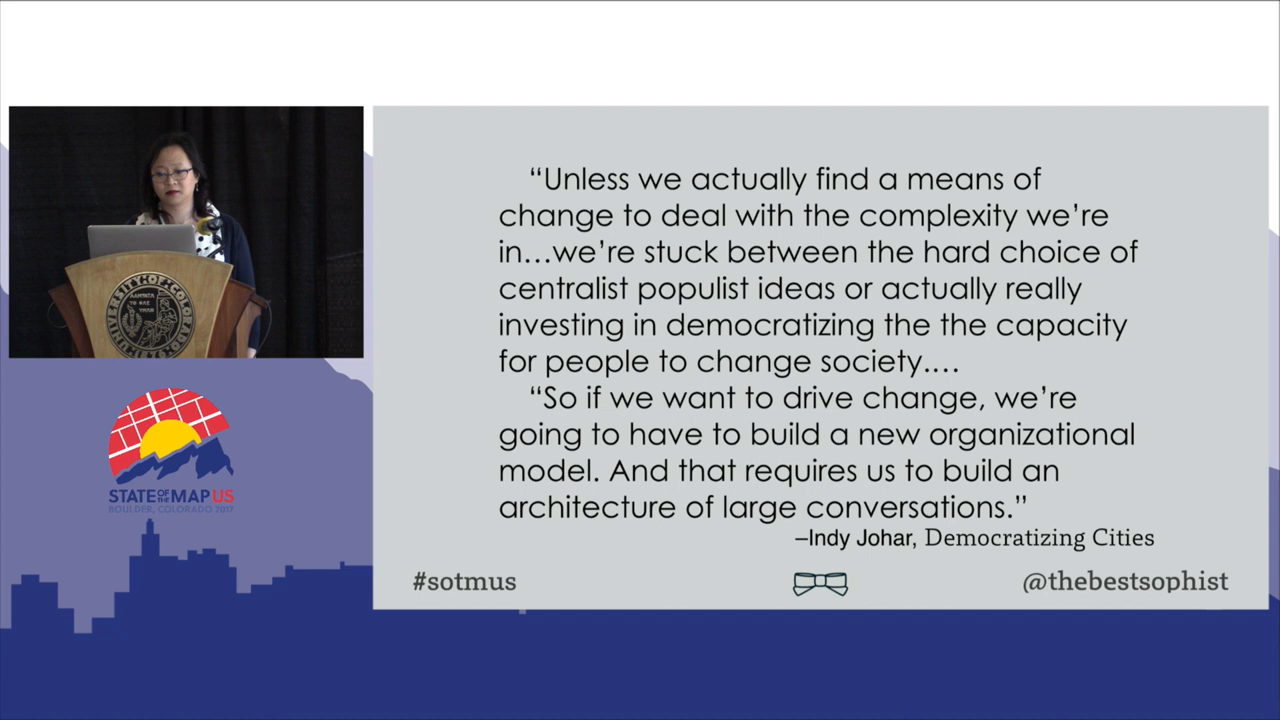 “Unless we actually find a means of
change to deal with the complexity we’re
in…we’re stuck between the hard choice of
centralist populist ideas or actually really
investing in democratizing the the capacity
for people to change society.…
“So if we want to drive change, we’re
going to have to build a new organizational
model. And that requires us to build an
architecture of large conversations.”
–Indy Johar, Democratizing Cities
#sotmus
@thebestsophist
UNIVERSITY OF COLORADO
1876
STATE OF THE MAP US
BOULDER, COLORADO 2017